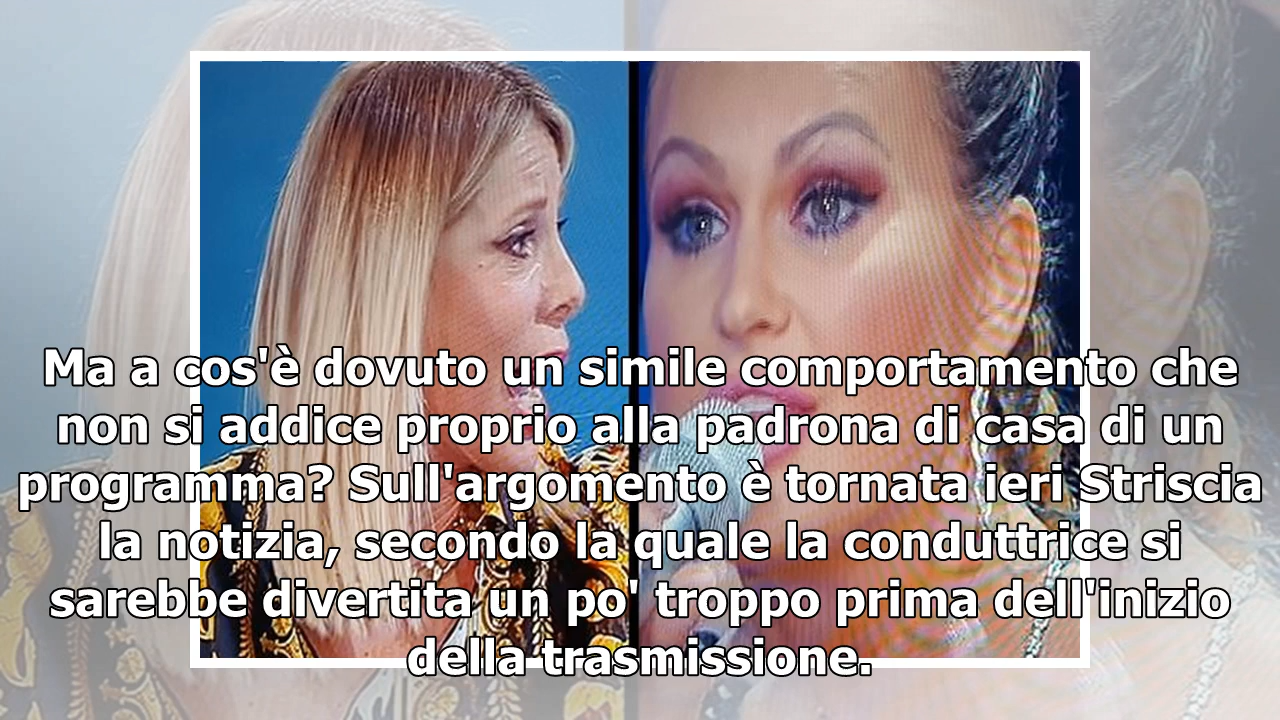 Ma a cos'è dovuto un simile comportamento che
non si addice proprio alla padrona di casa di un
programma? Sull'argomento è tornata ieri Striscia
la notizia, secondo la quale la conduttrice si
sarebbe divertita un po' troppo prima dell'inizio
della trasmissione.